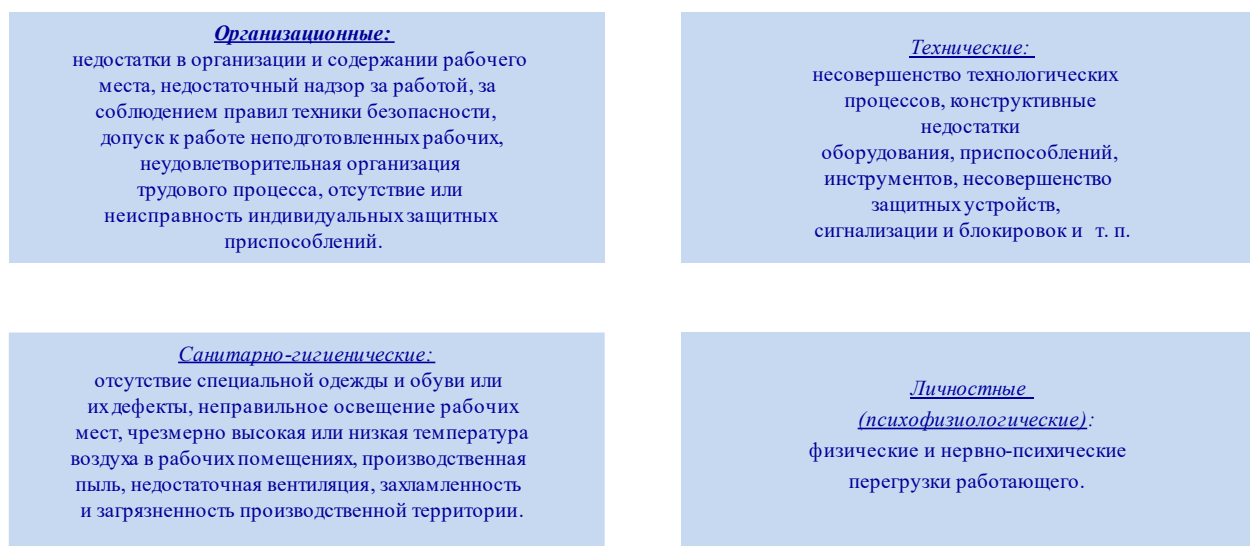 Организационные:
недостатки в организации и содержании рабочего
места, недостаточный надзор за работой, за
соблюдением правил техники безопасности,
допуск к работе неподготовленных рабочих,
неудовлетворительная организация
трудового процесса, отсутствие или
неисправность индивидуальных защитных
приспособлений.
Технические:
несовершенство технологических
процессов, конструктивные
недостатки
оборудования, приспособлений,
инструментов, несовершенство
защитных устройств,
сигнализации и блокировок и т. п.
Санитарно-гигиенические:
отсутствие специальной одежды и обуви или
их дефекты, неправильное освещение рабочих
мест, чрезмерно высокая или низкая температура
воздуха в рабочих помещениях, производственная
пыль, недостаточная вентиляция, захламленность
и загрязненность производственной территории.
Личностные
(психофизиологические):
физические и нервно-психические
перегрузки работающего.